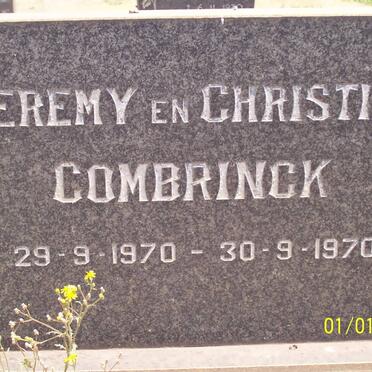 EREMY EN CHRISTI
COMBRINCK
29-9-1970 - 30-9-1970
01/01